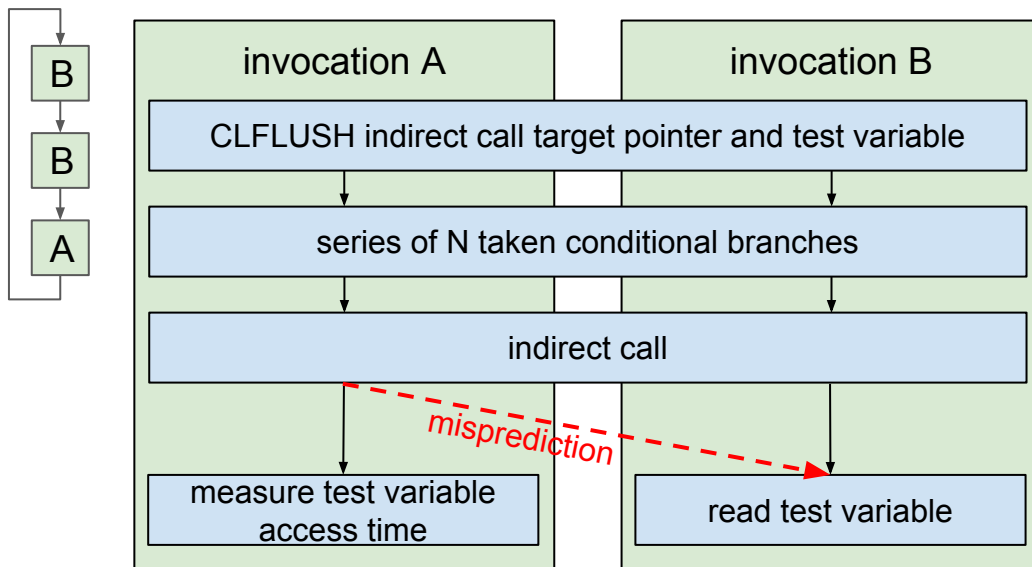 B
B
A
invocation A
invocation B
CLFLUSH indirect call target pointer and test variable
series of N taken conditional branches
indirect call
misprediction
measure test variable
access time
read test variable